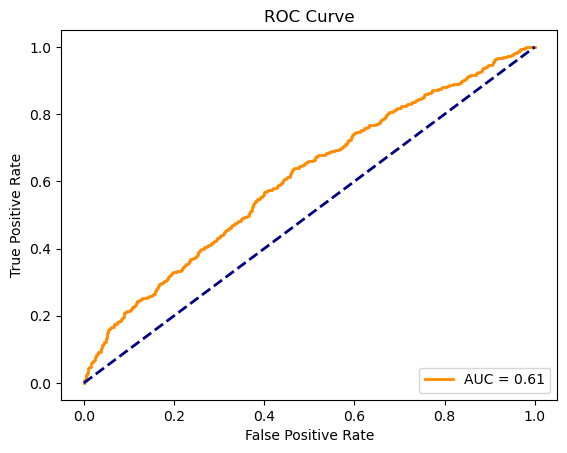 ROC Curve
True Positive Rate
1.0
0.8
0.6
0.4
0.2
0.0
AUC = 0.61
0.0 0.2 0.4 0.6 0.8 1.0
False Positive Rate